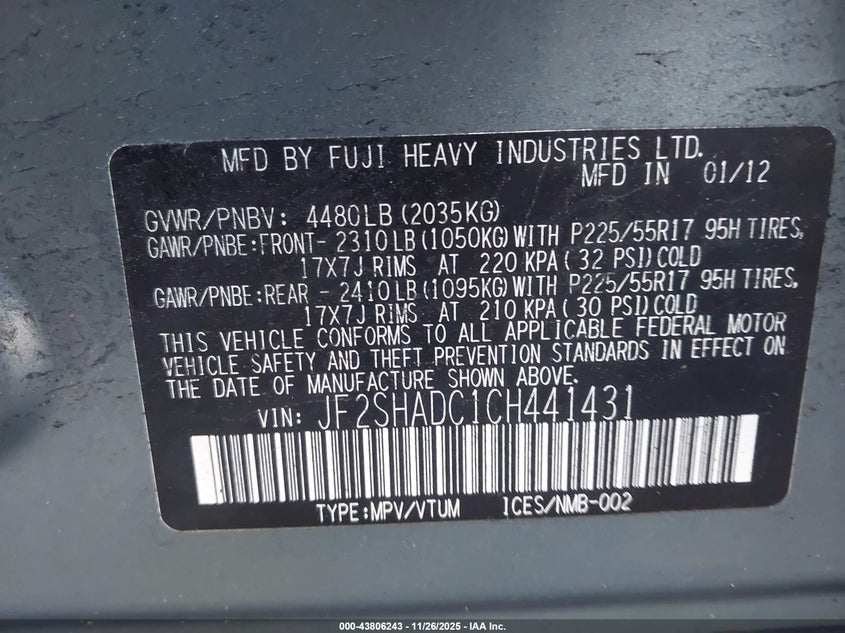 MFD BY FUJI HEAVY INDUSTRIES LTD.
MFD IN 01/12
GVWR/PNBV: 4480LB (2035KG)
GAWR/PNBE:FRONT- 2310LB(1050KG)WITH P225/55R17 95H TIRES,
17X7J RIMS AT 220 KPA( 32 PSI)COLD
GAWR/PNBE:REAR - 2410LB(1095KG)WITH P225/55R17 95H TIRES,
17X7J RIMS AT 210 KPA( 30 PSI)COLD
THIS VEHICLE CONFORMS TO ALL APPLICABLE FEDERAL MOTOR
VEHICLE SAFETY AND THEFT PREVENTION STANDARDS IN EFFECT ON
THE DATE OF MANUFACTURE SHOWN ABOVE.
VIN: JF2SHADC1CH441431
TYPE:MPV/VTUM ICES/NMB-002
000-43806243 - 11/26/2025 - IAA Inc.